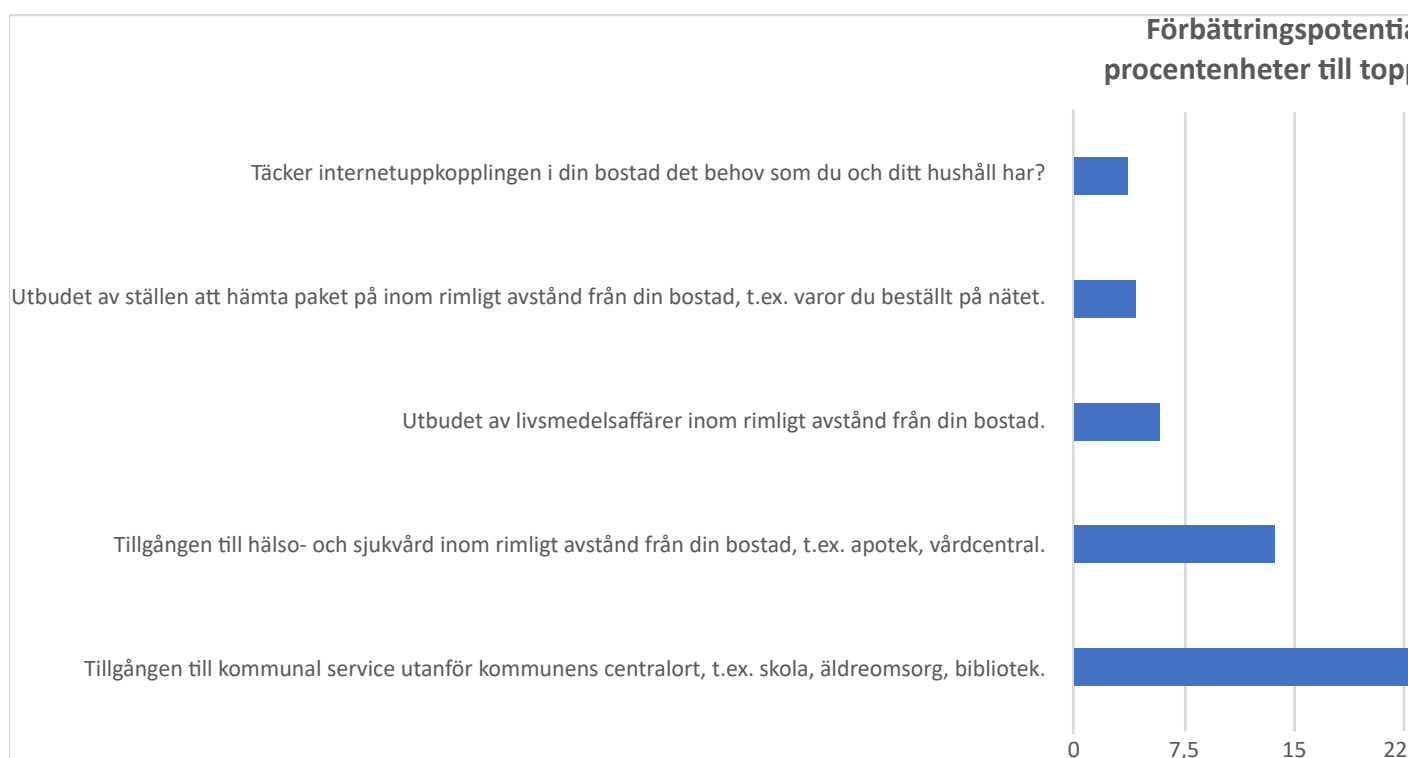 Förbättringspotentia
procentenheter till topp
Täcker internetuppkopplingen i din bostad det behov som du och ditt hushåll har?
Utbudet av ställen att hämta paket på inom rimligt avstånd från din bostad, t.ex. varor du beställt på nätet.
Utbudet av livsmedelsaffärer inom rimligt avstånd från din bostad.
Tillgången till hälso- och sjukvård inom rimligt avstånd från din bostad, t.ex. apotek, vårdcentral.
Tillgången till kommunal service utanför kommunens centralort, t.ex. skola, äldreomsorg, bibliotek.
0 7,5 15 22